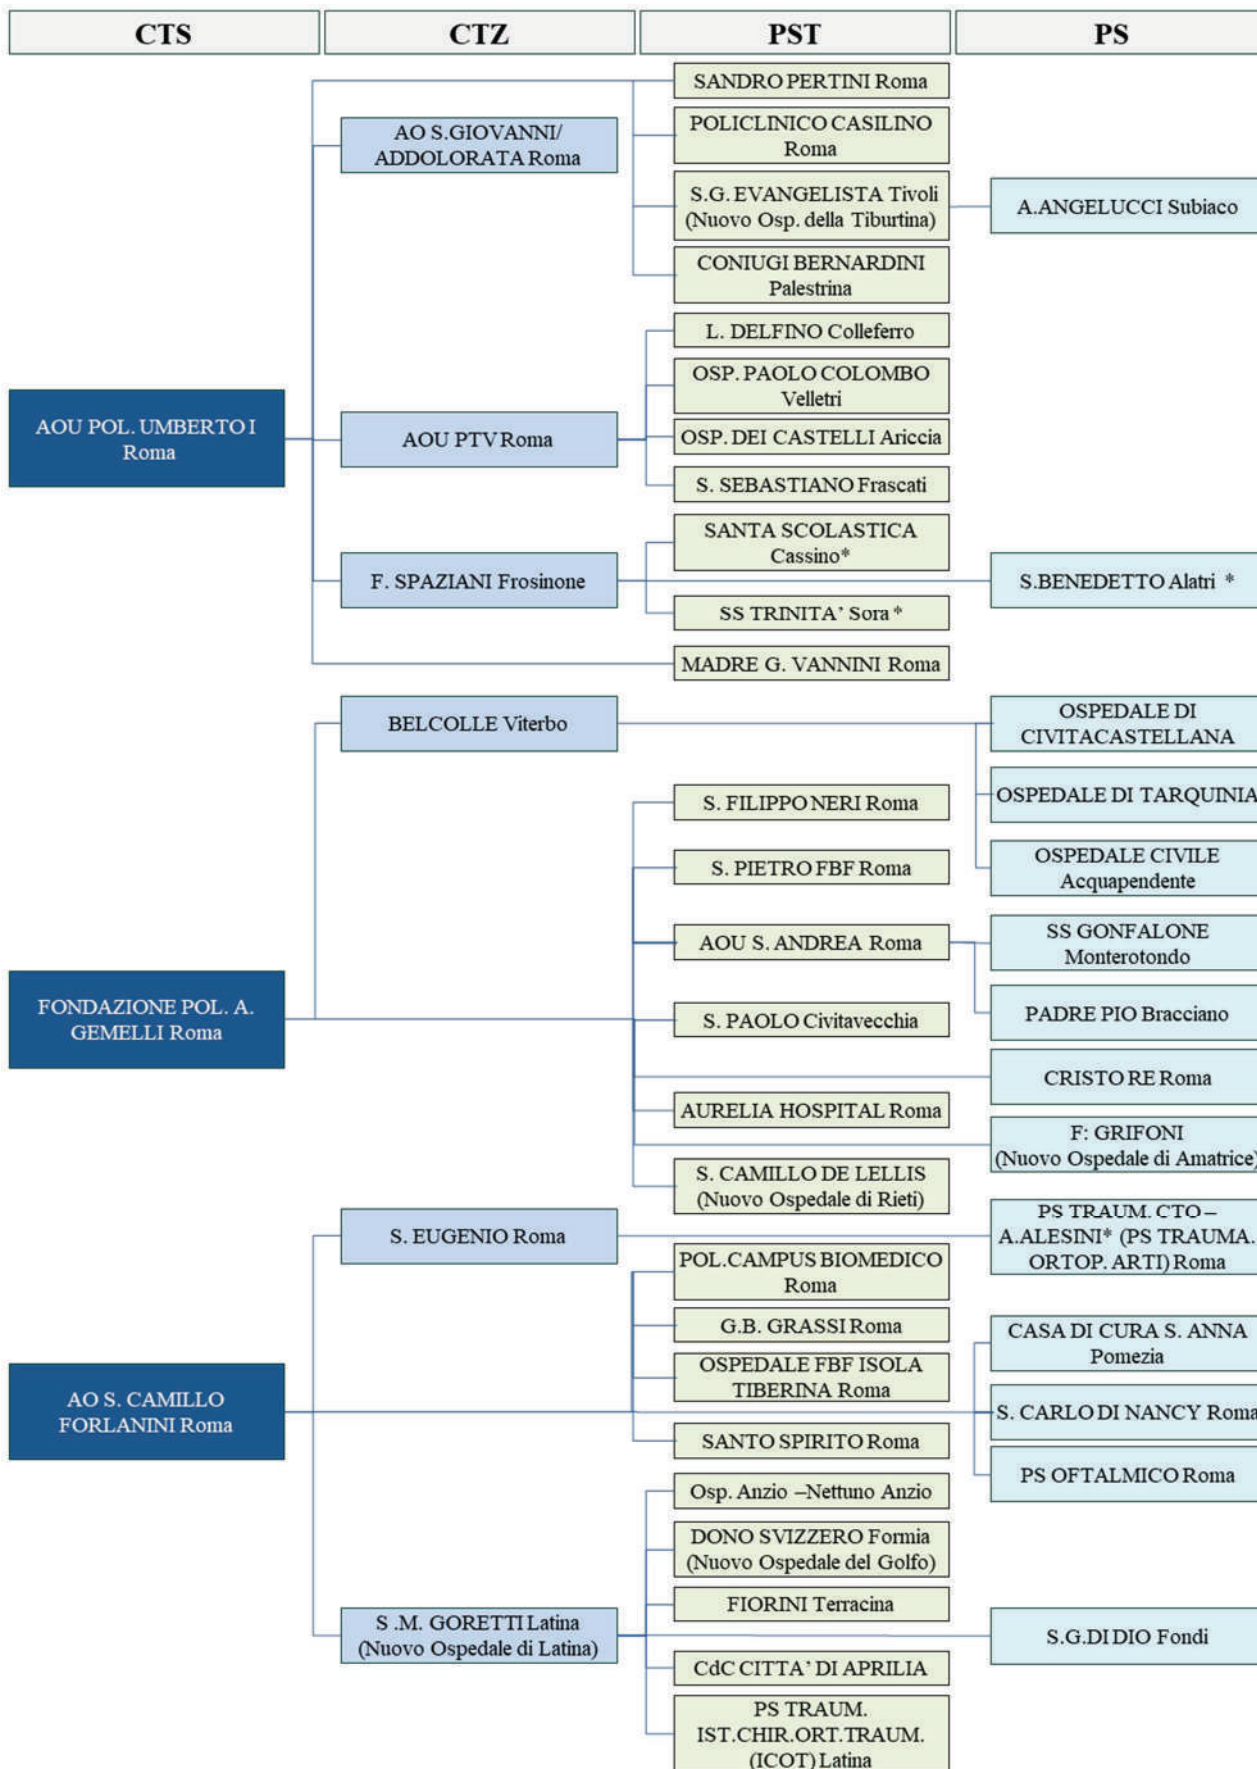 CTS
CTZ
PST
PS
SANDRO PERTINI Roma
AO S.GIOVANNI/
ADDOLORATA Roma
POLICLINICO CASILINO
Roma
S.G. EVANGELISTA Tivoli
(Nuovo Osp. della Tiburtina)
A.ANGELUCCI Subiaco
CONIUGI BERNARDINI
Palestrina
L. DELFINO Colleferro
OSP. PAOLO COLOMBO
Velletri
AOU POL. UMBERTO I
Roma
AOU PTV Roma
OSP. DEI CASTELLI Ariccia
S. SEBASTIANO Frascati
SANTA SCOLASTICA
Cassino*
F. SPAZIANI Frosinone
S.BENEDETTO Alatri *
SS TRINITA’ Sora *
MADRE G. VANNINI Roma
BELCOLLE Viterbo
OSPEDALE DI
CIVITACASTELLANA
S. FILIPPO NERI Roma
OSPEDALE DI TARQUINIA
S. PIETRO FBF Roma
OSPEDALE CIVILE
Acquapendente
AOU S. ANDREA Roma
SS GONFALONE
Monterotondo
FONDAZIONE POL. A.
GEMELLI Roma
S. PAOLO Civitavecchia
PADRE PIO Bracciano
CRISTO RE Roma
AURELIA HOSPITAL Roma
F: GRIFONI
(Nuovo Ospedale di Amatrice)
S. CAMILLO DE LELLIS
(Nuovo Ospedale di Rieti)
S. EUGENIO Roma
PS TRAUM. CTO –
A.ALESINI* (PS TRAUMA.
ORTOP. ARTI) Roma
POL.CAMPUS BIOMEDICO
Roma
G.B. GRASSI Roma
CASA DI CURA S. ANNA
Pomezia
OSPEDALE FBF ISOLA
TIBERINA Roma
AO S. CAMILLO
FORLANINI Roma
S. CARLO DI NANCY Roma
SANTO SPIRITO Roma
PS OFTALMICO Roma
Osp. Anzio –Nettuno Anzio
DONO SVIZZERO Formia
(Nuovo Ospedale del Golfo)
FIORINI Terracina
S .M. GORETTI Latina
(Nuovo Ospedale di Latina)
S.G.DI DIO Fondi
CdC CITTA’ DI APRILIA
PS TRAUM.
IST.CHIR.ORT.TRAUM.
(ICOT) Latina